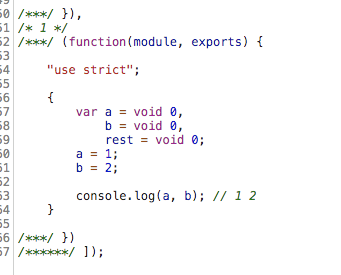 50 /***/ }),
51 /* 1 */
52 /***/ (function(module, exports) {
53
54 "use strict";
55
56 {
57 var a = void 0,
58 b = void 0,
59 rest = void 0;
60 a = 1;
61 b = 2;
62
63 console.log(a, b); // 1 2
64 }
65
66 /***/ })
67 /******/ ]);